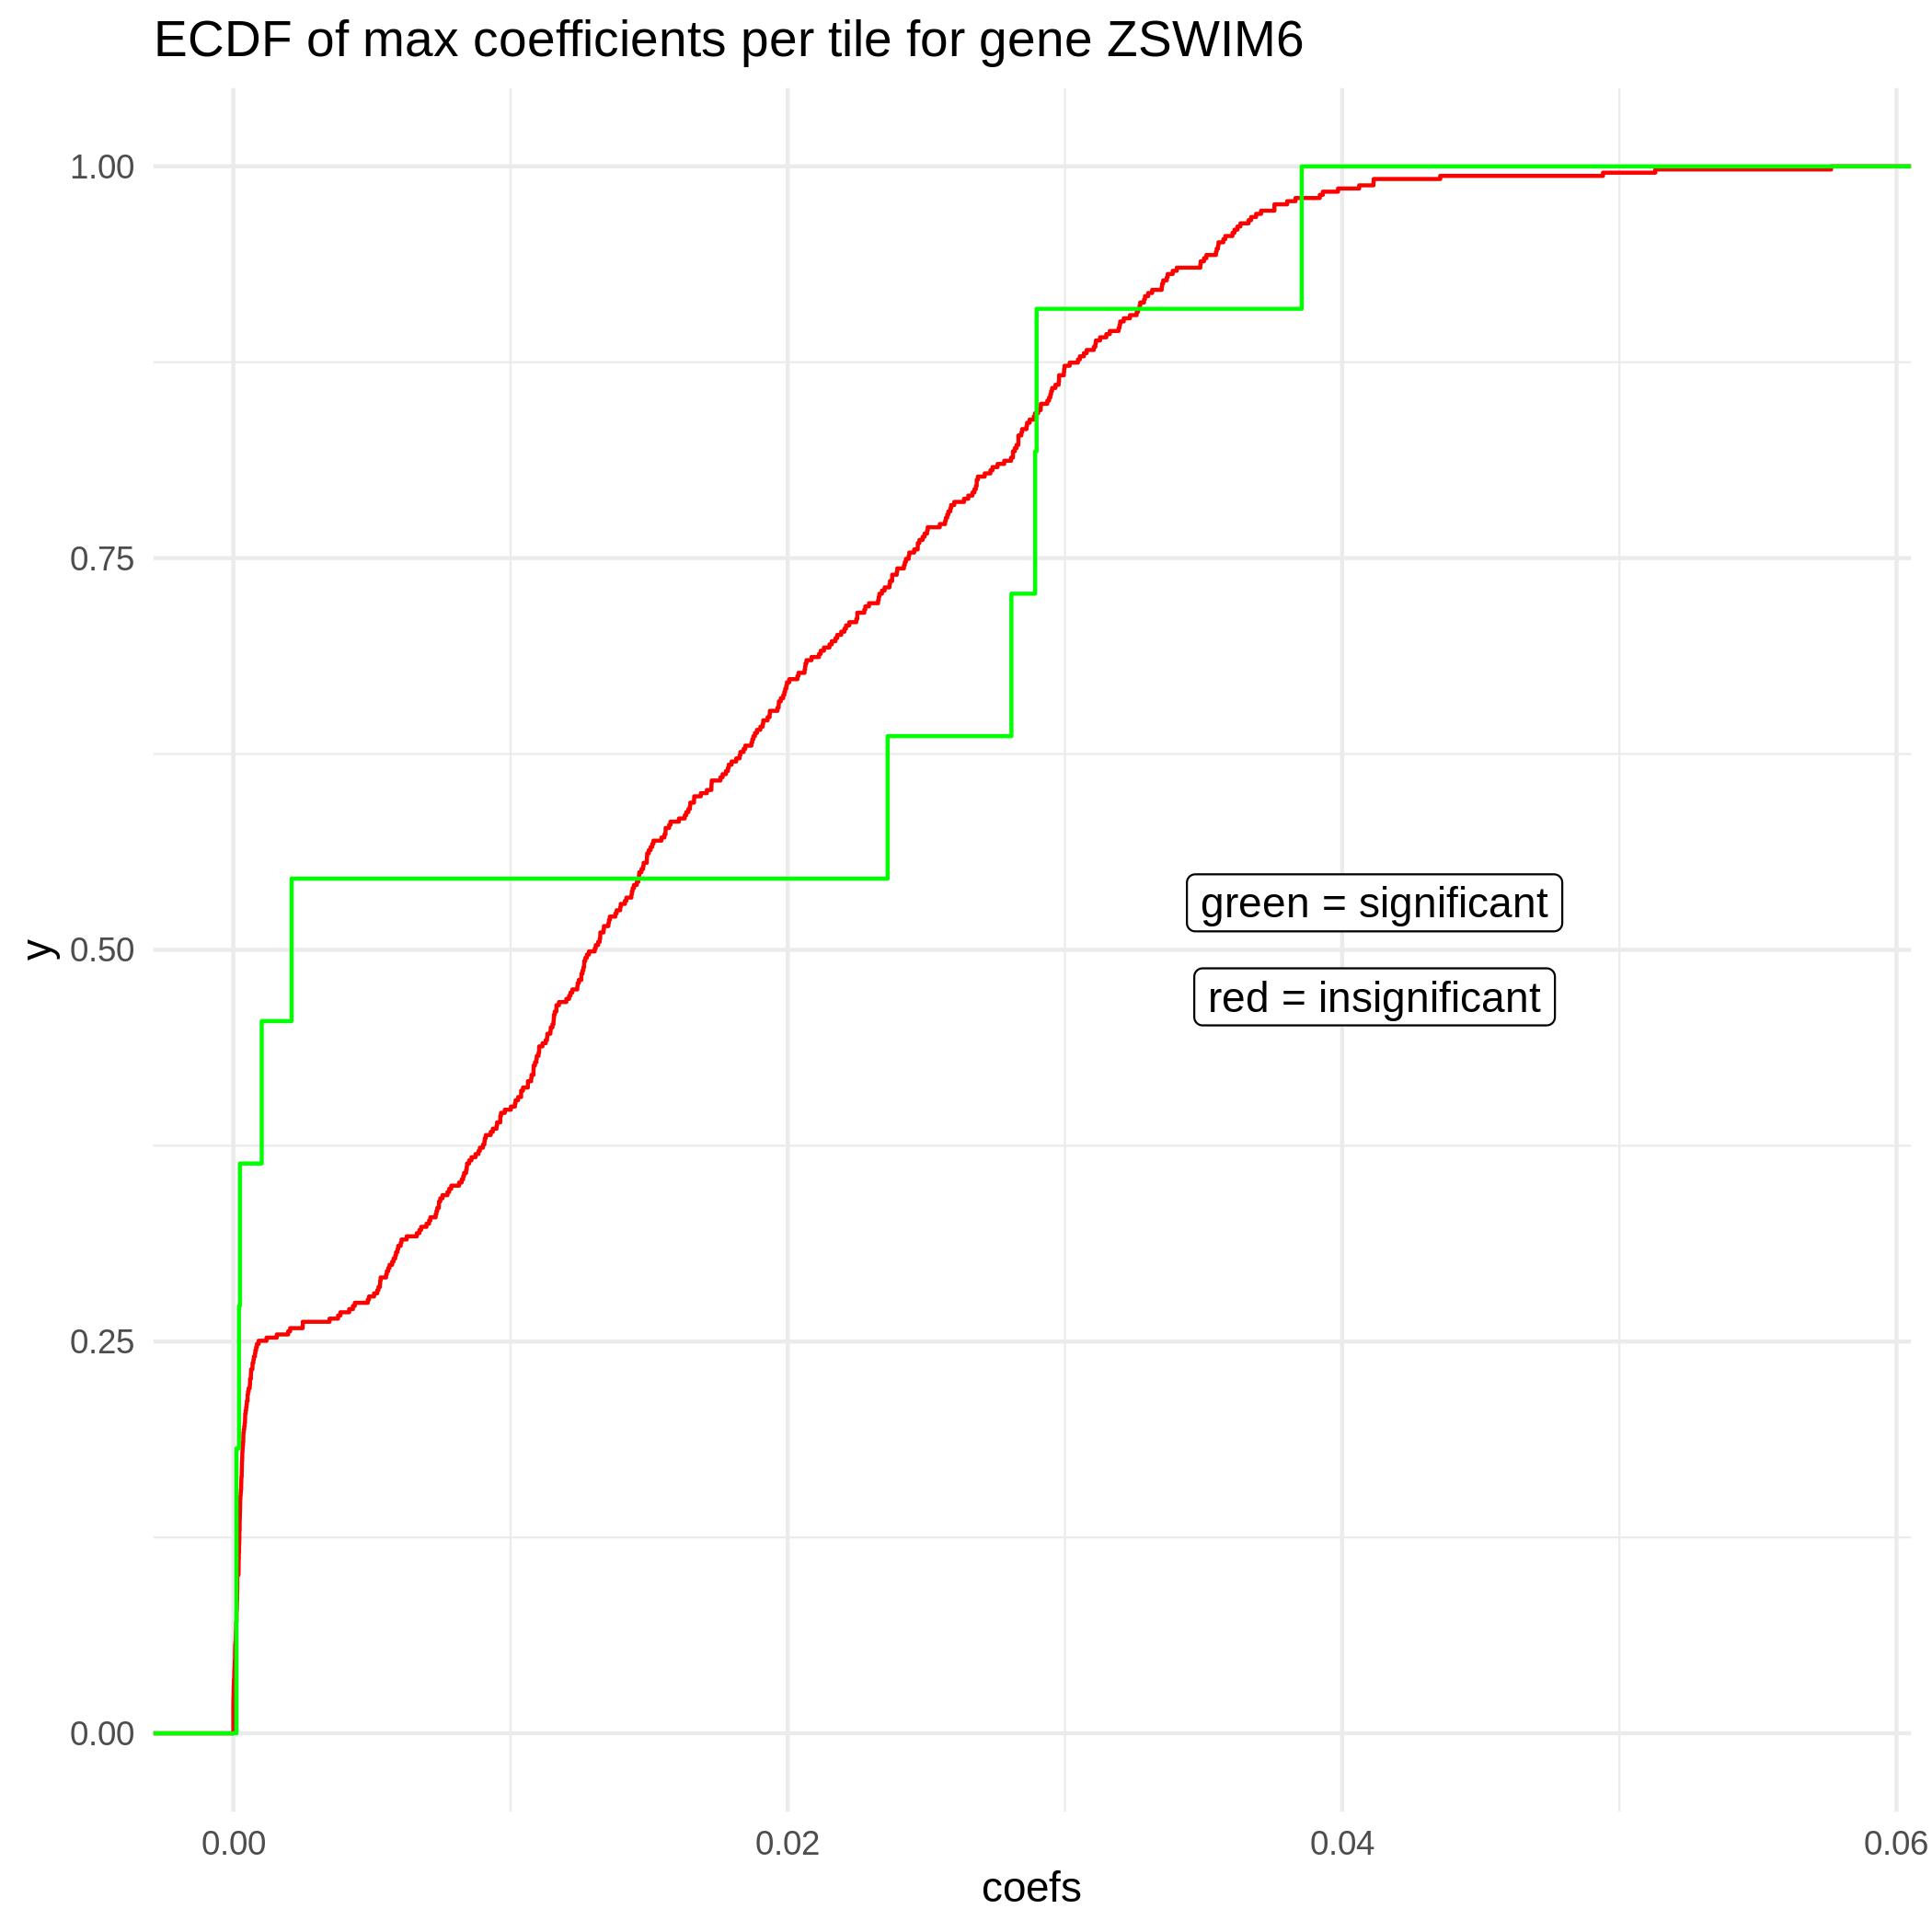 ECDF of max coefficients per tile for gene ZSWIM6
1.00
0.75
0.50
0.25
0.00
y
green = significant
red = insignificant
0.00
0.02
0.04
0.06
coefs